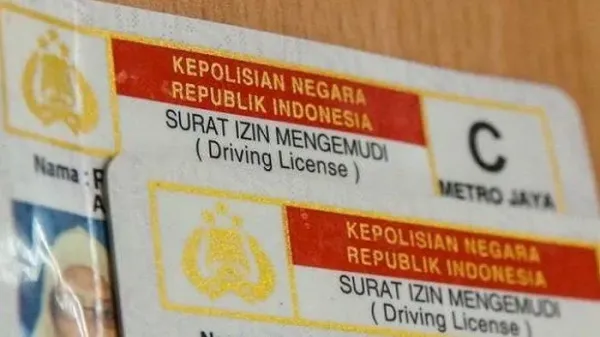 KEPOLISIAN NEGARA
REPUBLIK INDONESIA
SURAT IZIN MENGEMUDI
( Driving License )
C
METRO JAYA
Nama :
A
KEPOLISIAN NEGARA
REPUBLIK INDONESIA
SURAT IZIN MENGEMUDI
( Driving License )